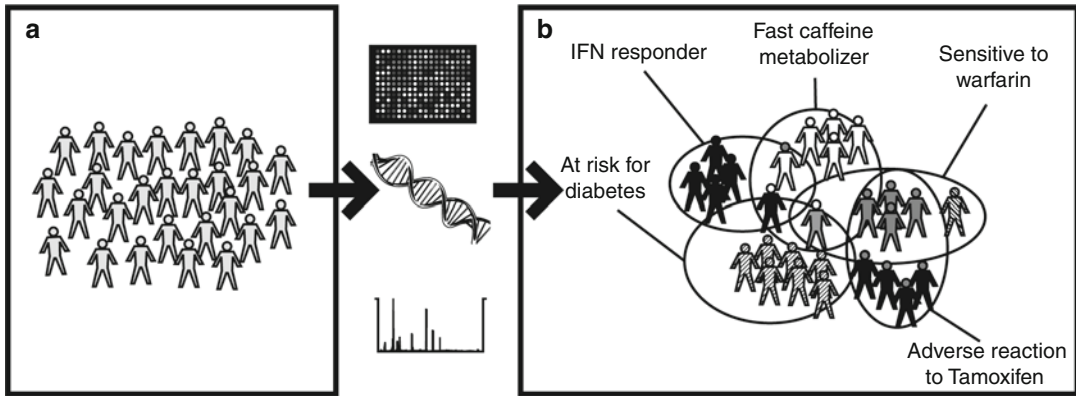 a
b
IFN responder
Fast caffeine
metabolizer
Sensitive to
warfarin
At risk for
diabetes
Adverse reaction
to Tamoxifen